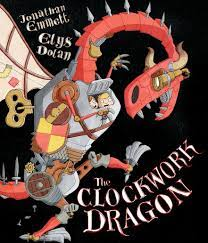 Jonathan
Emmett
Elys
Dolan
The
CLOCKWORK
DRAGON